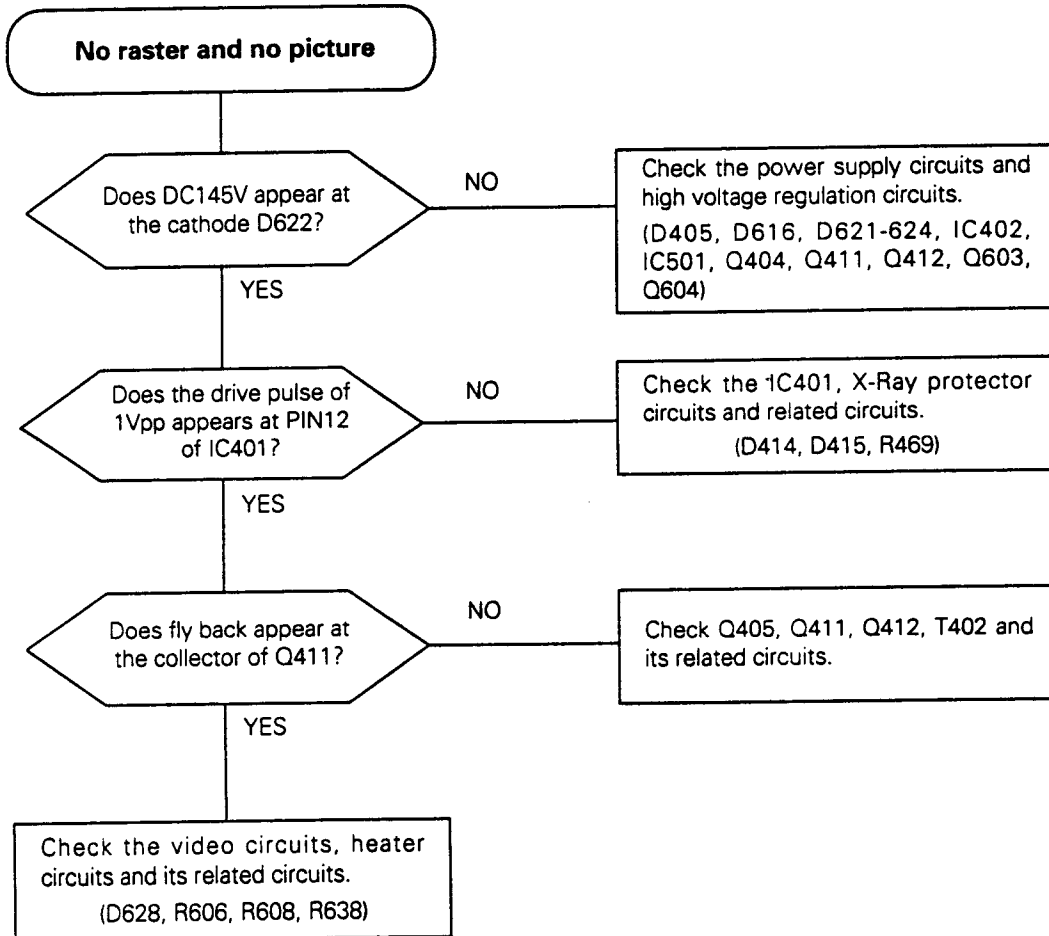 No raster and no picture
Does DC145V appear at
the cathode D622?
NO
Check the power supply circuits and
high voltage regulation circuits.
(D405, D616, D621-624, IC402,
IC501, Q404, Q411, Q412, Q603,
Q604)
YES
Does the drive pulse of
1Vpp appears at PIN12
of IC401?
NO
Check the IC401, X-Ray protector
circuits and related circuits.
(D414, D415, R469)
YES
Does fly back appear at
the collector of Q411?
NO
Check Q405, Q411, Q412, T402 and
its related circuits.
YES
Check the video circuits, heater
circuits and its related circuits.
(D628, R606, R608, R638)